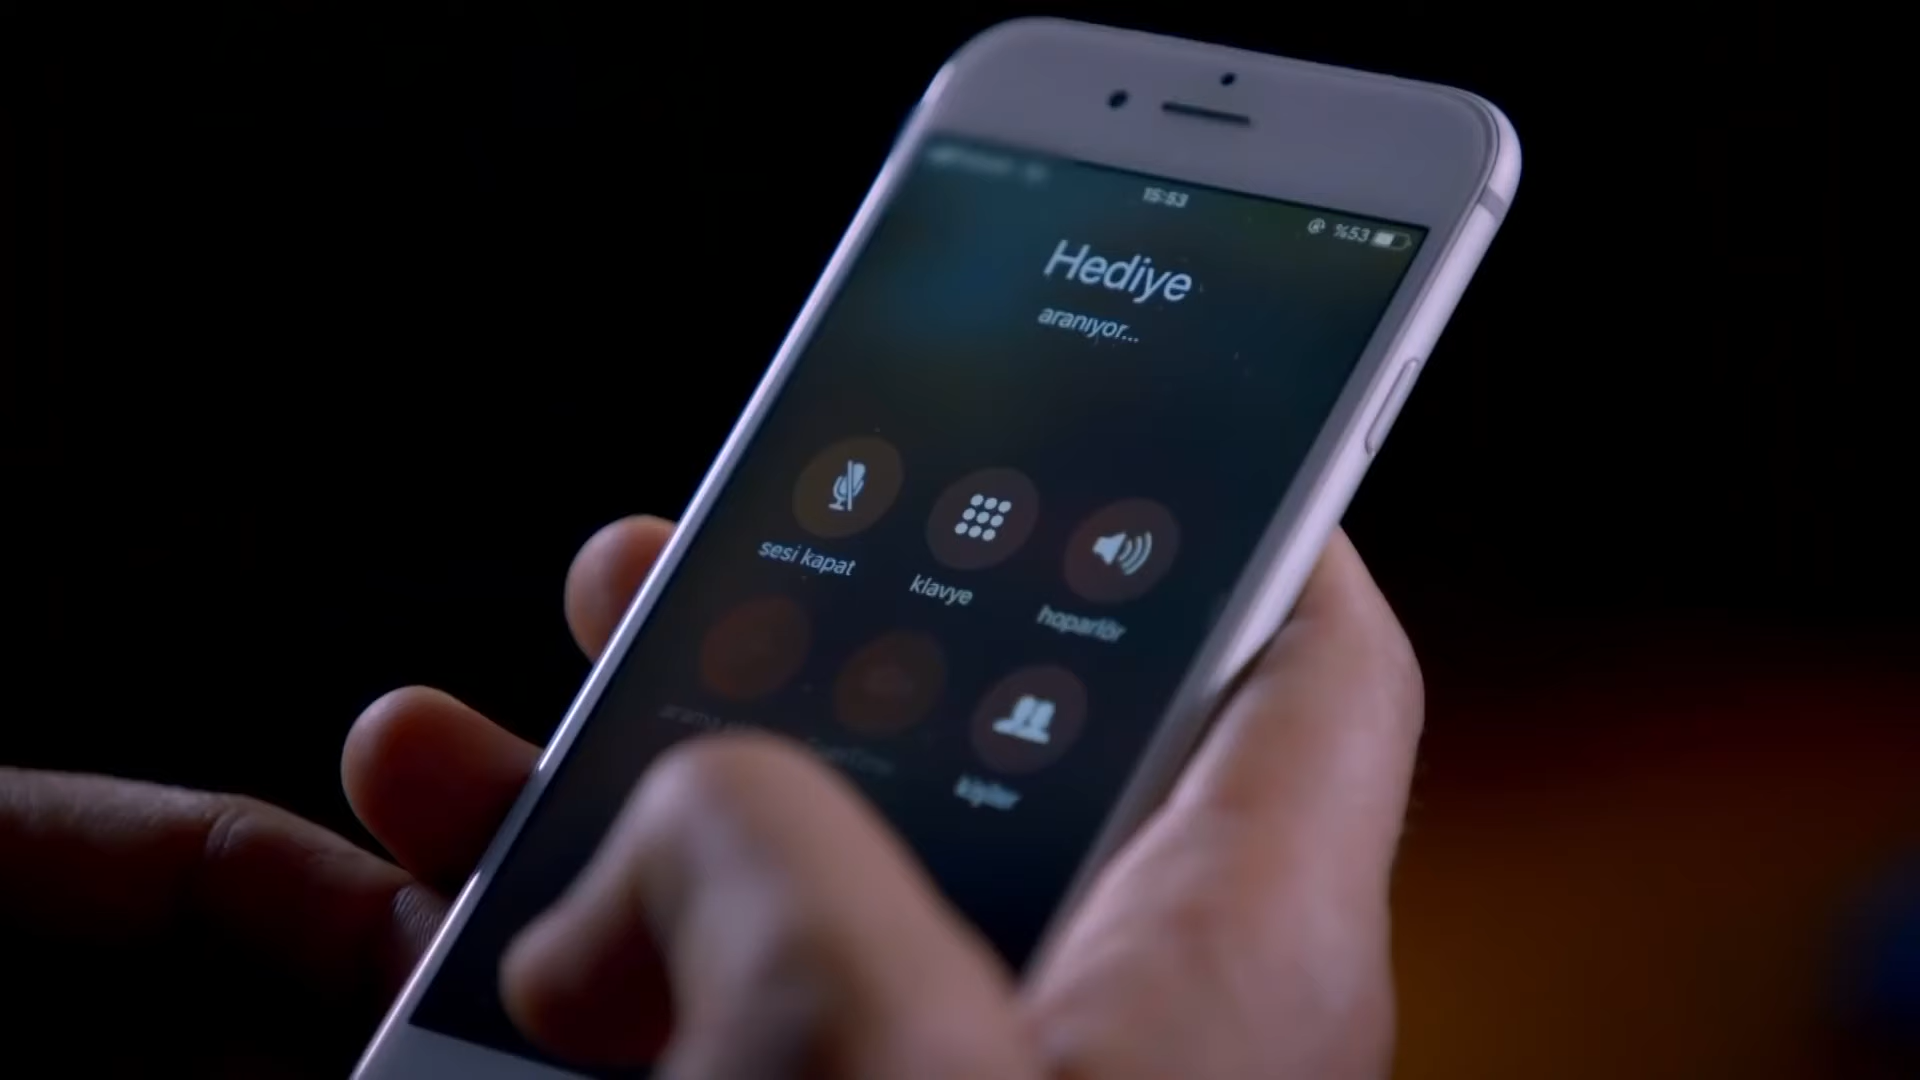 15:53
%53
Hediye
aranıyor...
sesi kapat
klavye
hoparlör
kişiler